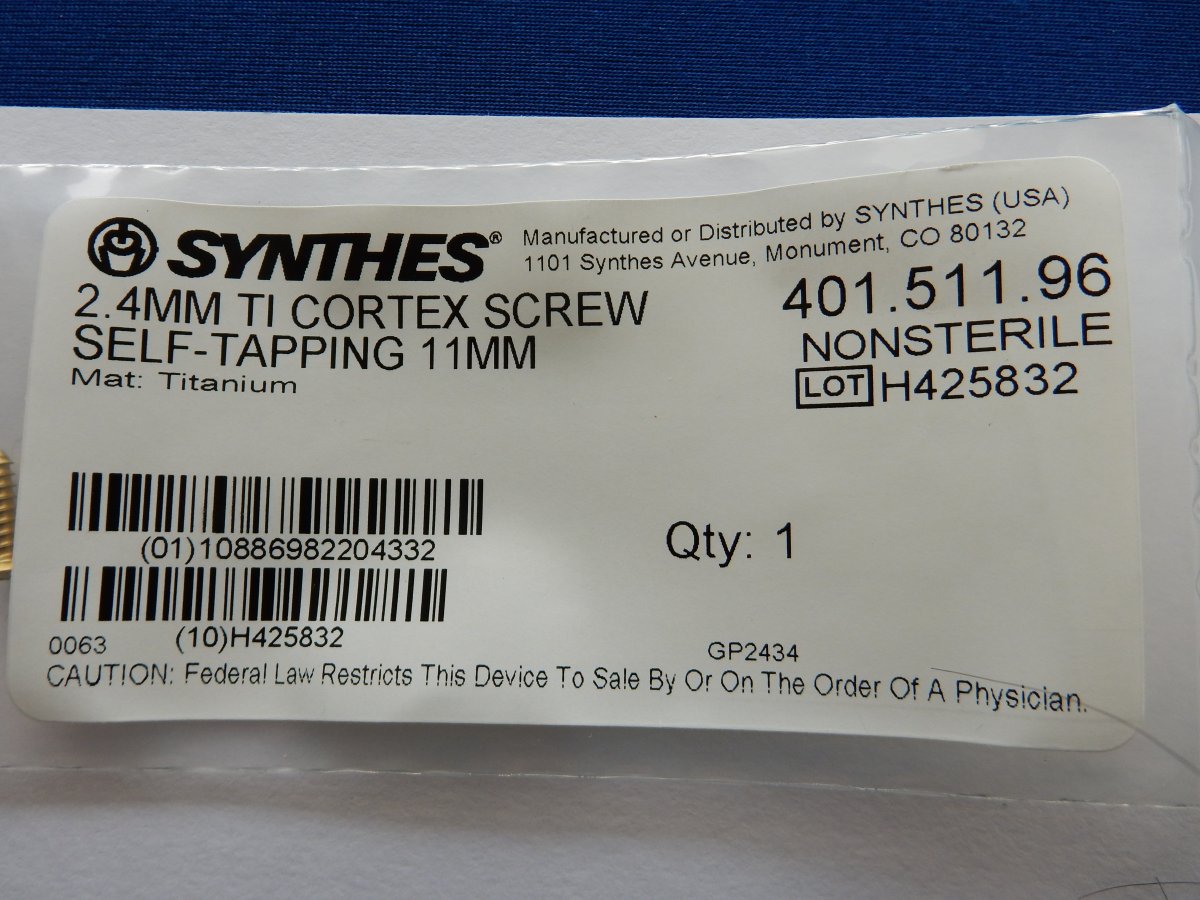 SYNTHES®
Manufactured or Distributed by SYNTHES (USA)
1101 Synthes Avenue, Monument, CO 80132
2.4MM TI CORTEX SCREW
SELF-TAPPING 11MM
Mat: Titanium
401.511.96
NONSTERILE
LOT H425832
(01)10886982204332
Qty: 1
(10)H425832
0063
GP2434
CAUTION: Federal Law Restricts This Device To Sale By Or On The Order Of A Physician.